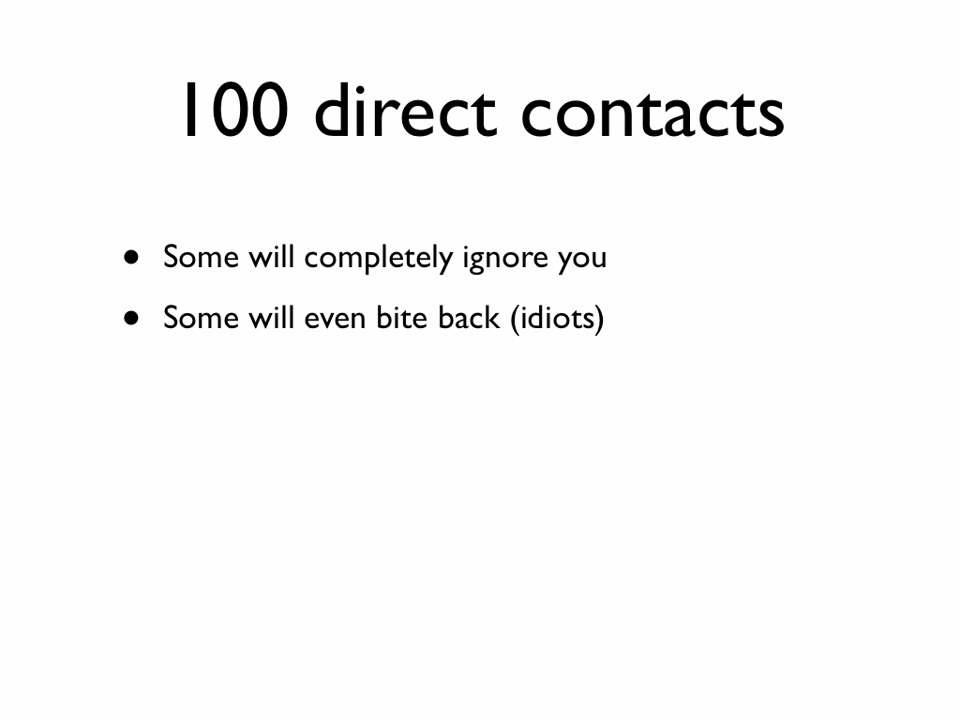 100 direct contacts
• Some will completely ignore you
• Some will even bite back (idiots)